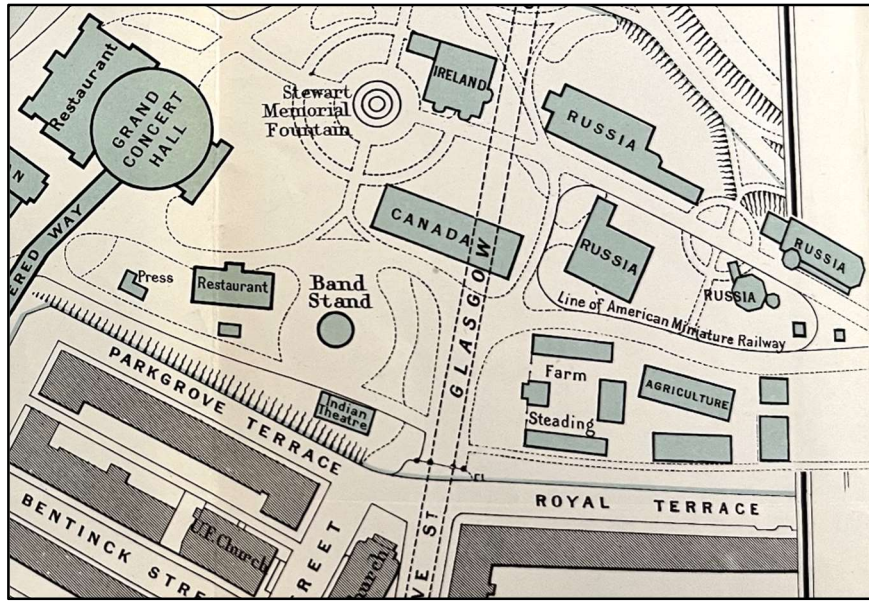 Restaurant
GRAND
CONCERT
HALL
Stewart
Memorial
Fountain
IRELAND
RUSSIA
AN
ERED WAY
CANADA
RUSSIA
RUSSIA
Press
Restaurant
Band
Stand
GLASGOW
RUSSIA
Line of American Miniature Railway
PARKGROVE TERRACE
Indian
Theatre
Farm
Steading
AGRICULTURE
ROYAL TERRACE
BENTINCK STRE
U.F. Church
REET
Church
VE ST